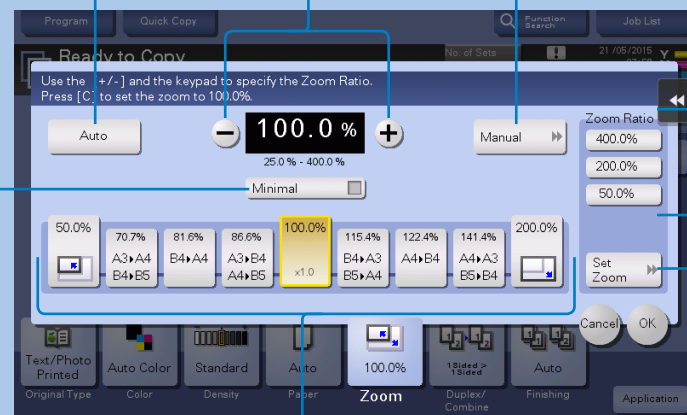 Program
Quick Copy
Function
Search
Job List
Ready to Copy
No. of Sets
21 /05/2015
Y
Use the [+/-] and the keypad to specify the Zoom Ratio.
Press [C] to set the zoom to 100.0%.
Auto
−
100.0 %
+
Manual
25.0 % - 400.0 %
Minimal
Zoom Ratio
400.0%
200.0%
50.0%
Set
Zoom
50.0%
70.7%
A3▸A4
B4▸B5
81.6%
B4▸A4
86.6%
A3▸B4
A4▸B5
100.0%
×1.0
115.4%
B4▸A3
B5▸A4
122.4%
A4▸B4
141.4%
A4▸A3
B5▸B4
200.0%
Cancel
OK
Text/Photo
Printed
Auto Color
Standard
Auto
100.0%
1Sided >
1Sided
Auto
Original Type
Color
Density
Paper
Zoom
Duplex/
Combine
Finishing
Application